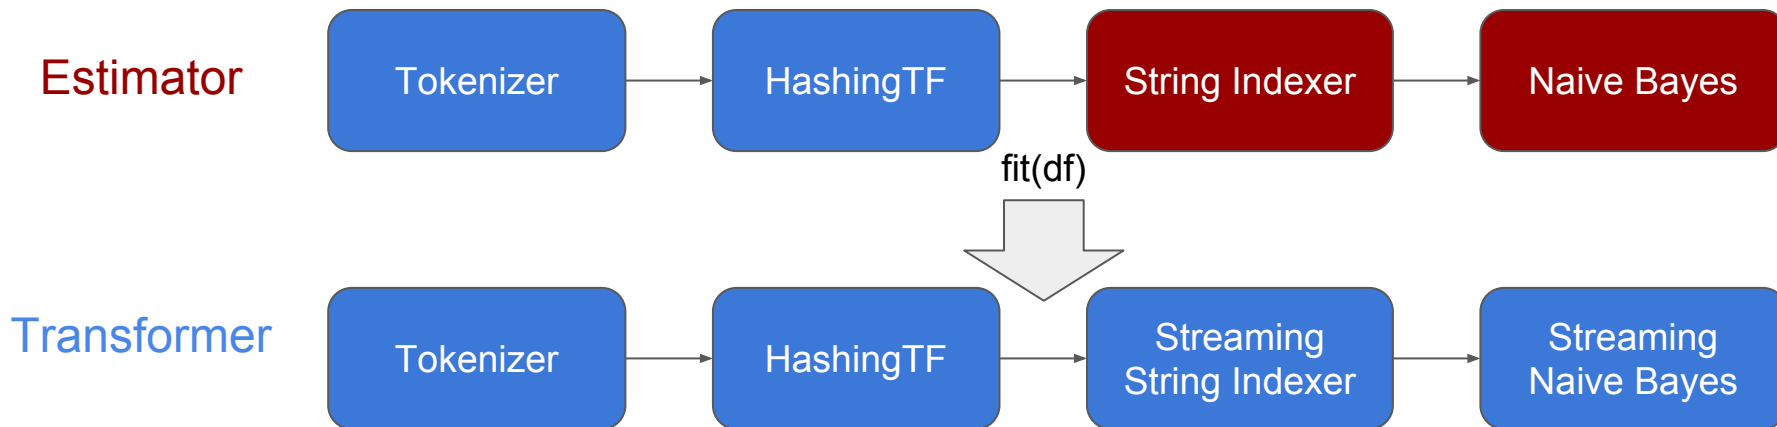 Estimator
Tokenizer
HashingTF
String Indexer
Naive Bayes
fit(df)
Transformer
Tokenizer
HashingTF
Streaming
String Indexer
Streaming
Naive Bayes